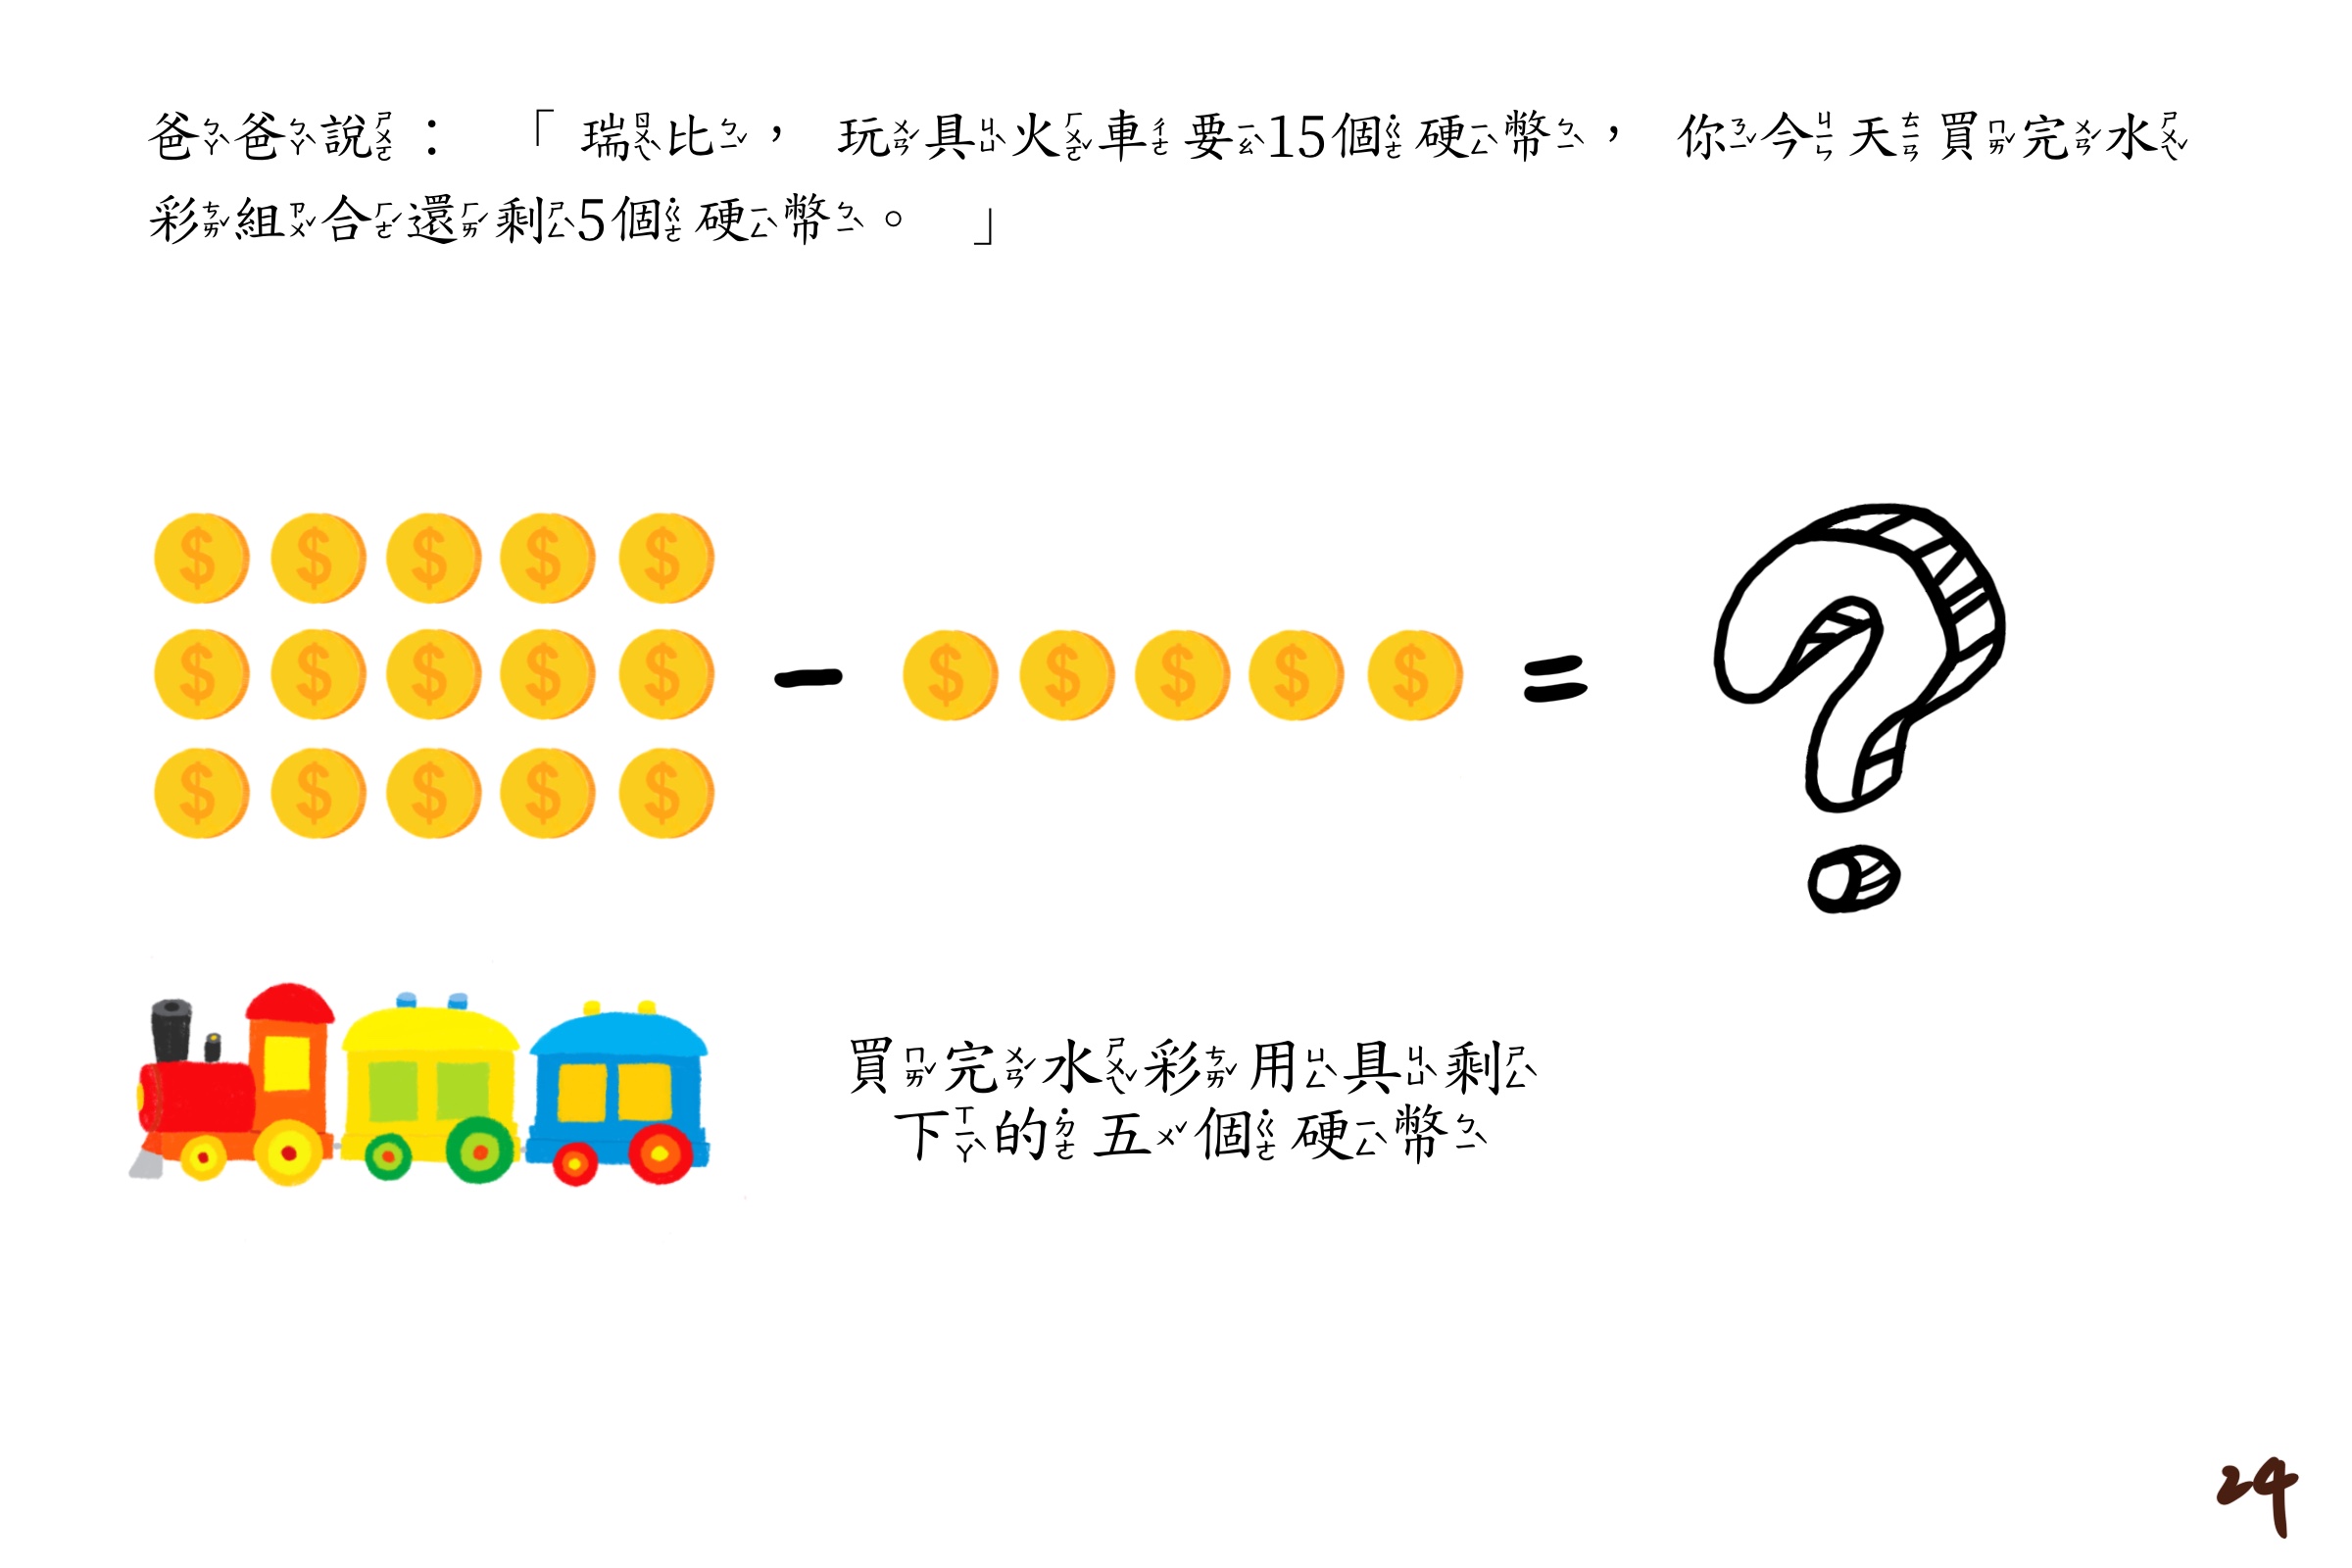 爸爸說：「瑞比，玩具火車要15個硬幣，你今天買完水
彩組合還剩5個硬幣。」
$ $ $ $ $
$ $ $ $ $ - $ $ $ $ $ = ?
$ $ $ $ $
買完水彩用具剩
下的五個硬幣
24